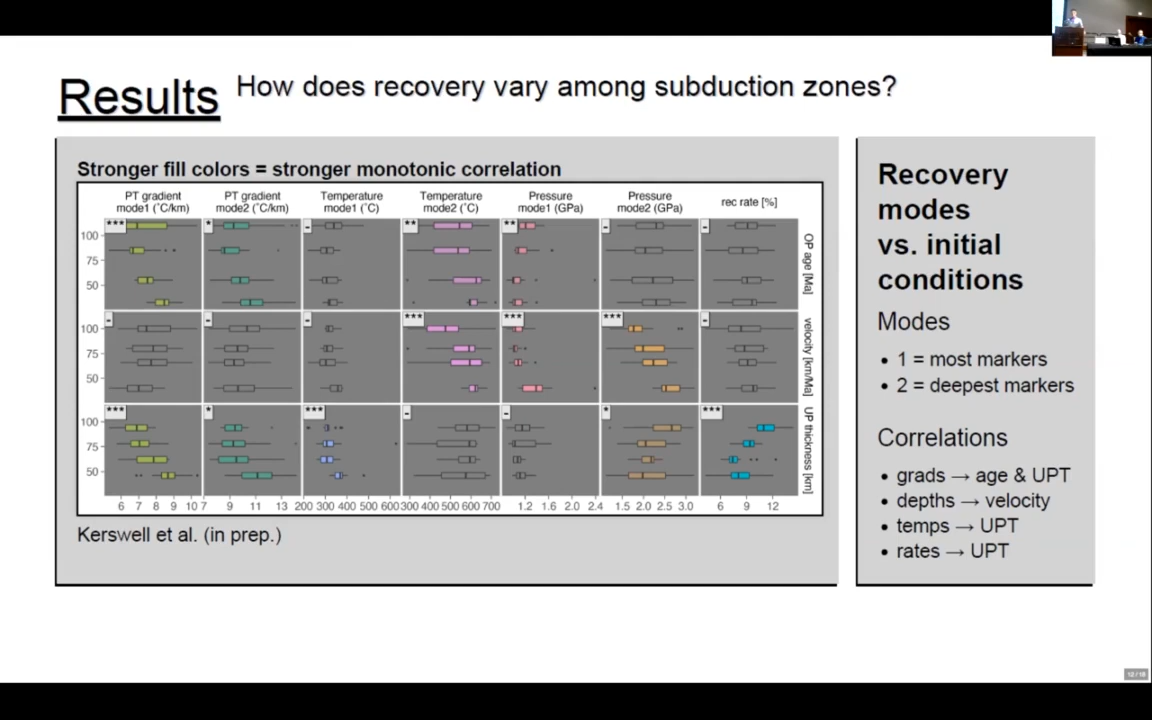 Results How does recovery vary among subduction zones?
Stronger fill colors = stronger monotonic correlation
PT gradient mode1 (˚C/km)
PT gradient mode2 (˚C/km)
Temperature mode1 (˚C)
Temperature mode2 (˚C)
Pressure mode1 (GPa)
Pressure mode2 (GPa)
rec rate [%]
*** * - ** ** - -
100
75
50
OP age [Ma]
- - - *** *** *** -
100
75
50
velocity [km/Ma]
*** * *** - - * ***
100
75
50
UP thickness [km]
6 7 8 9 10 7 9 11 13 200 300 400 500 600 300 400 500 600 700 1.2 1.6 2.0 2.4 1.5 2.0 2.5 3.0 6 9 12
Kerswell et al. (in prep.)
Recovery
modes
vs. initial
conditions
Modes
• 1 = most markers
• 2 = deepest markers
Correlations
• grads → age & UPT
• depths → velocity
• temps → UPT
• rates → UPT